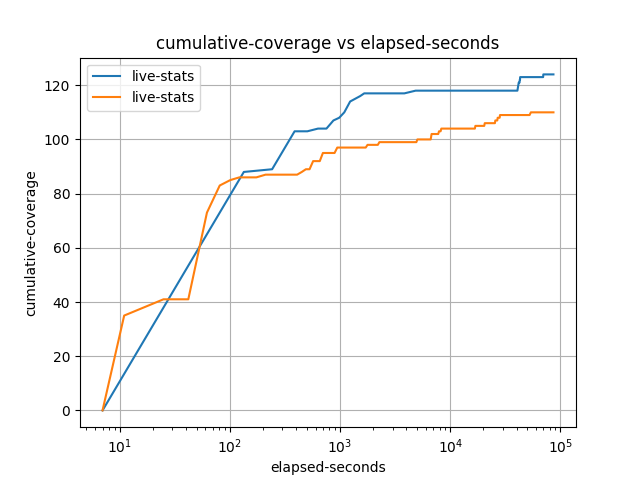 cumulative-coverage vs elapsed-seconds
live-stats
live-stats
cumulative-coverage
120
100
80
60
40
20
0
10¹ 10² 10³ 10⁴ 10⁵
elapsed-seconds